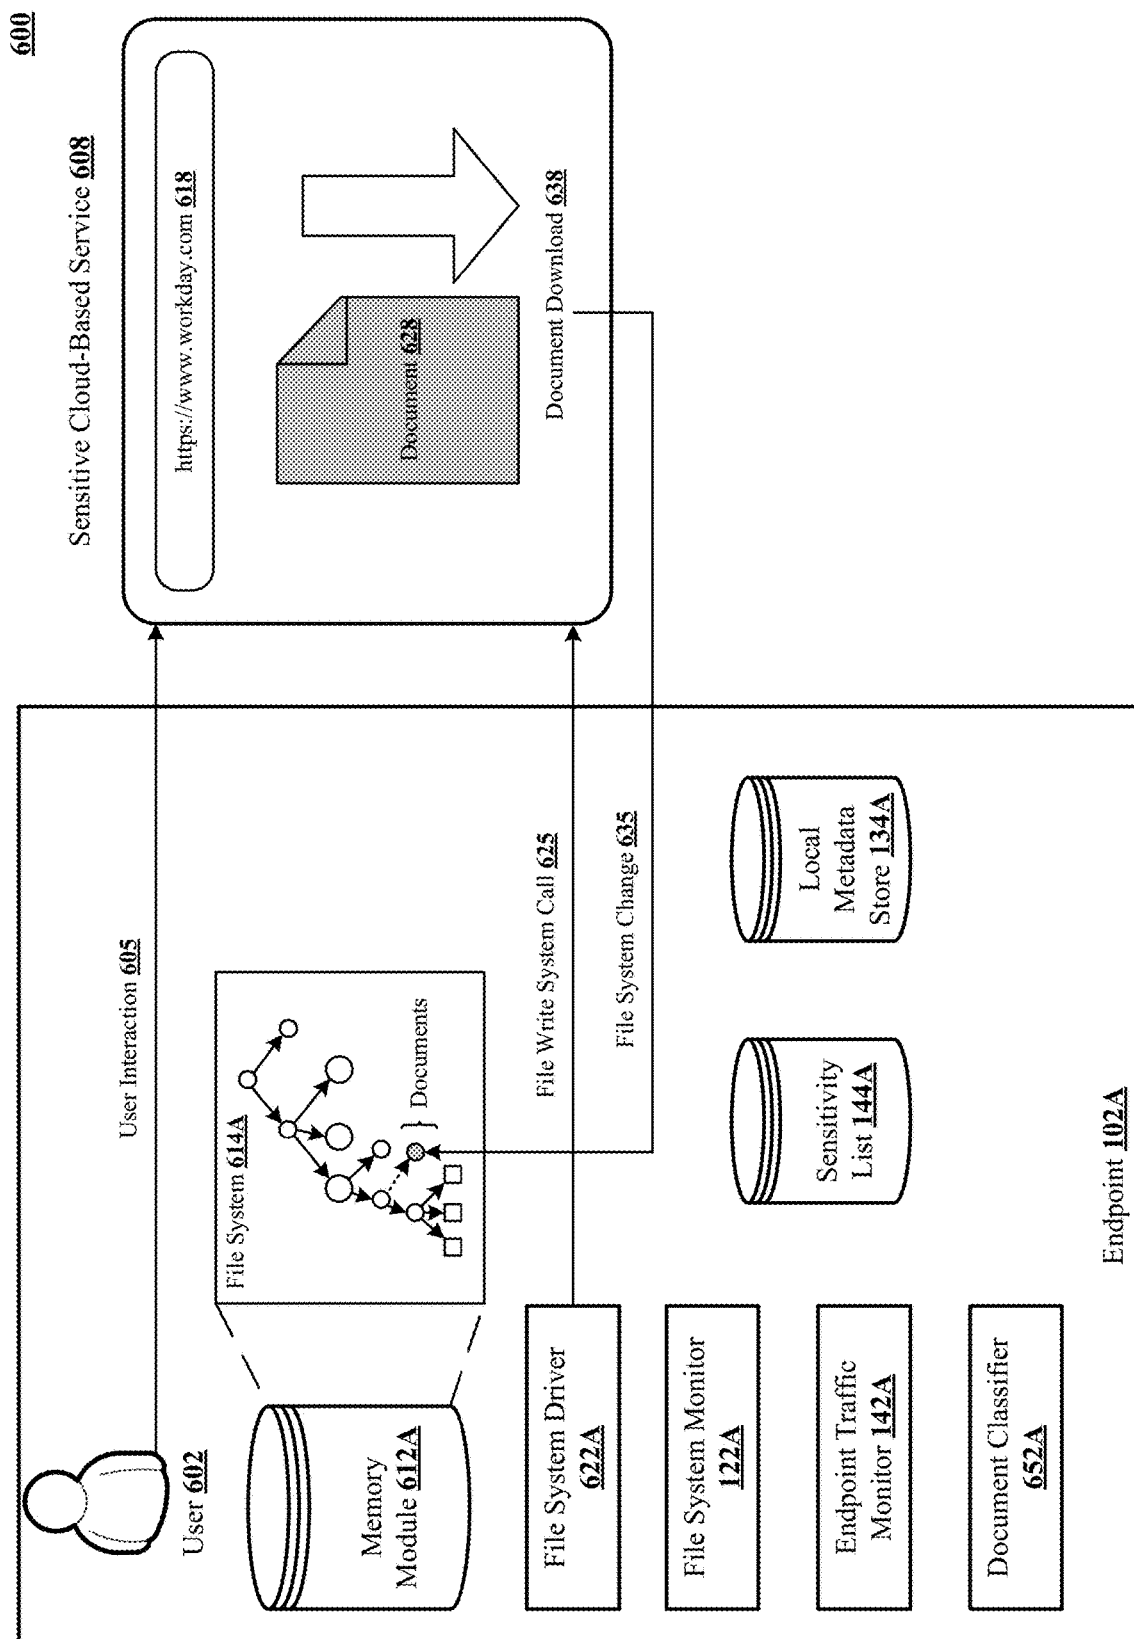 600
Sensitive Cloud-Based Service 608
https://www.workday.com 618
Document 628
Document Download 638
User 602
User Interaction 605
Memory
Module 612A
File System 614A
Documents
File Write System Call 625
File System Change 635
File System Driver
622A
File System Monitor
122A
Endpoint Traffic
Monitor 142A
Document Classifier
652A
Sensitivity
List 144A
Local
Metadata
Store 134A
Endpoint 102A